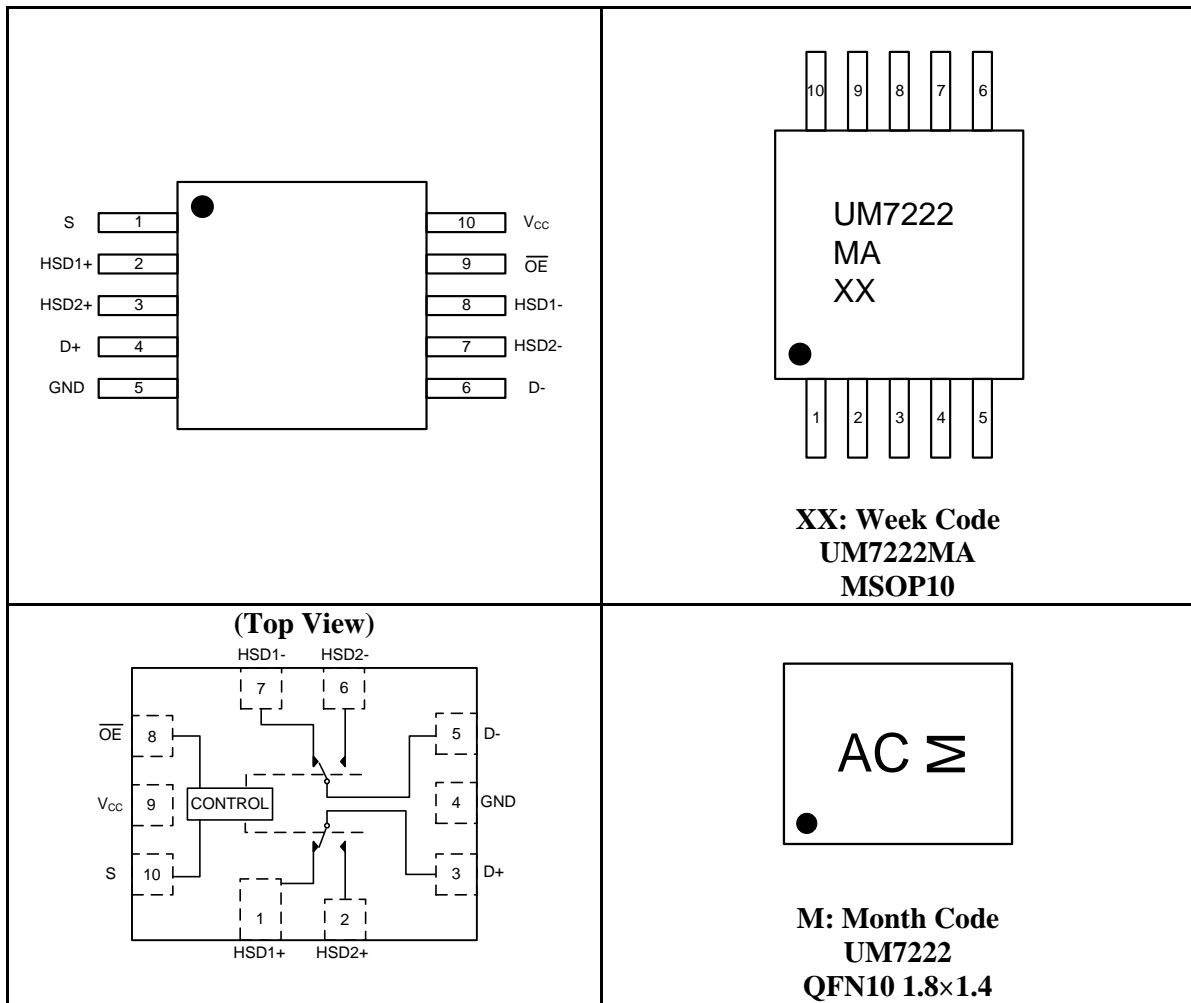 S 1 10 VCC
HSD1+ 2 9 OE
HSD2+ 3 8 HSD1-
D+ 4 7 HSD2-
GND 5 6 D-
10 9 8 7 6
UM7222
MA
XX
1 2 3 4 5
XX: Week Code
UM7222MA
MSOP10
(Top View)
HSD1- HSD2-
7 6
OE 8 5 D-
VCC 9 CONTROL 4 GND
S 10 3 D+
1 2
HSD1+ HSD2+
AC M
M: Month Code
UM7222
QFN10 1.8×1.4